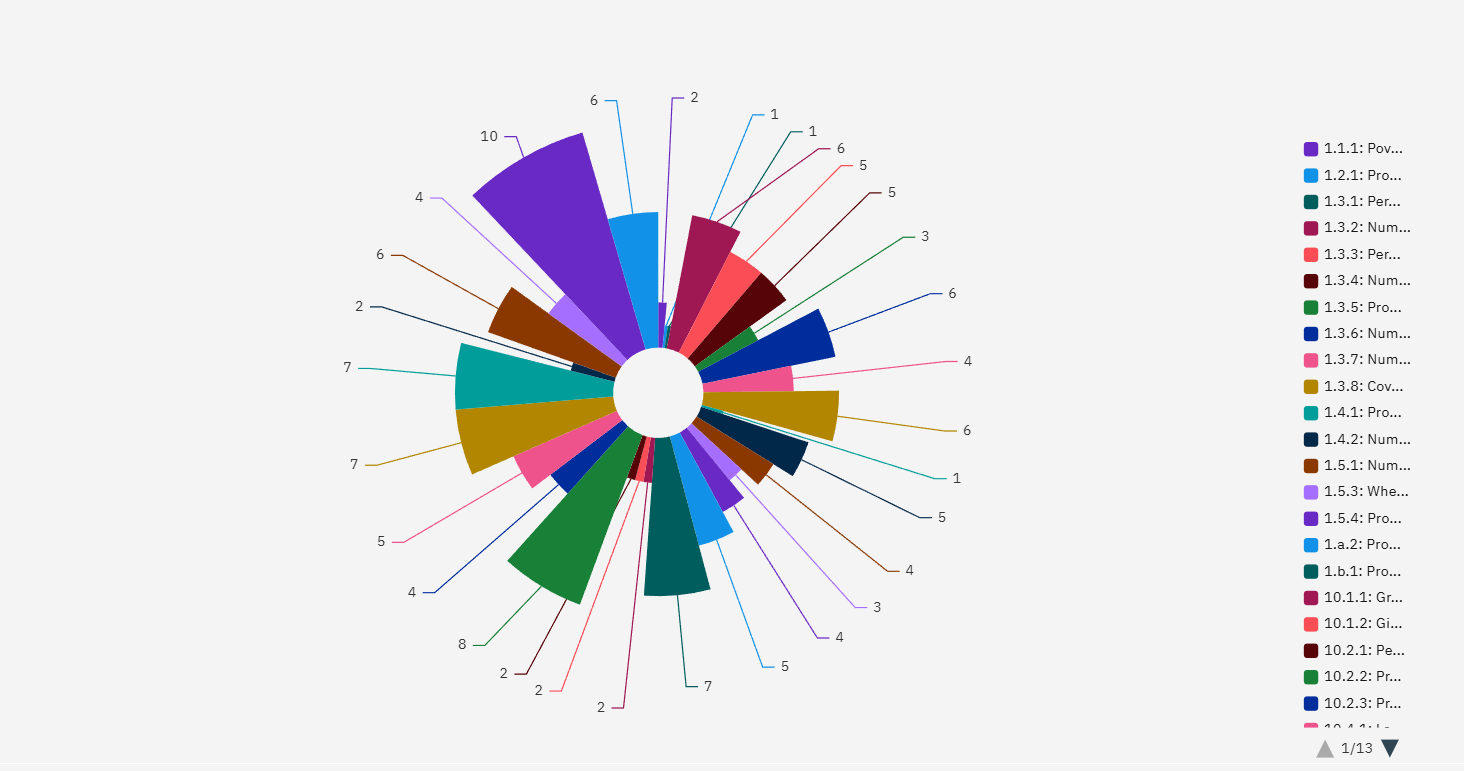 2
1
1
6
5
5
3
6
4
6
1
5
4
3
4
5
7
2
2
2
8
4
5
7
7
2
6
4
10
6
1.1.1: Pov...
1.2.1: Pro...
1.3.1: Per...
1.3.2: Num...
1.3.3: Per...
1.3.4: Num...
1.3.5: Pro...
1.3.6: Num...
1.3.7: Num...
1.3.8: Cov...
1.4.1: Pro...
1.4.2: Num...
1.5.1: Num...
1.5.3: Whe...
1.5.4: Pro...
1.a.2: Pro...
1.b.1: Pro...
10.1.1: Gr...
10.1.2: Gi...
10.2.1: Pe...
10.2.2: Pr...
10.2.3: Pr...
1/13